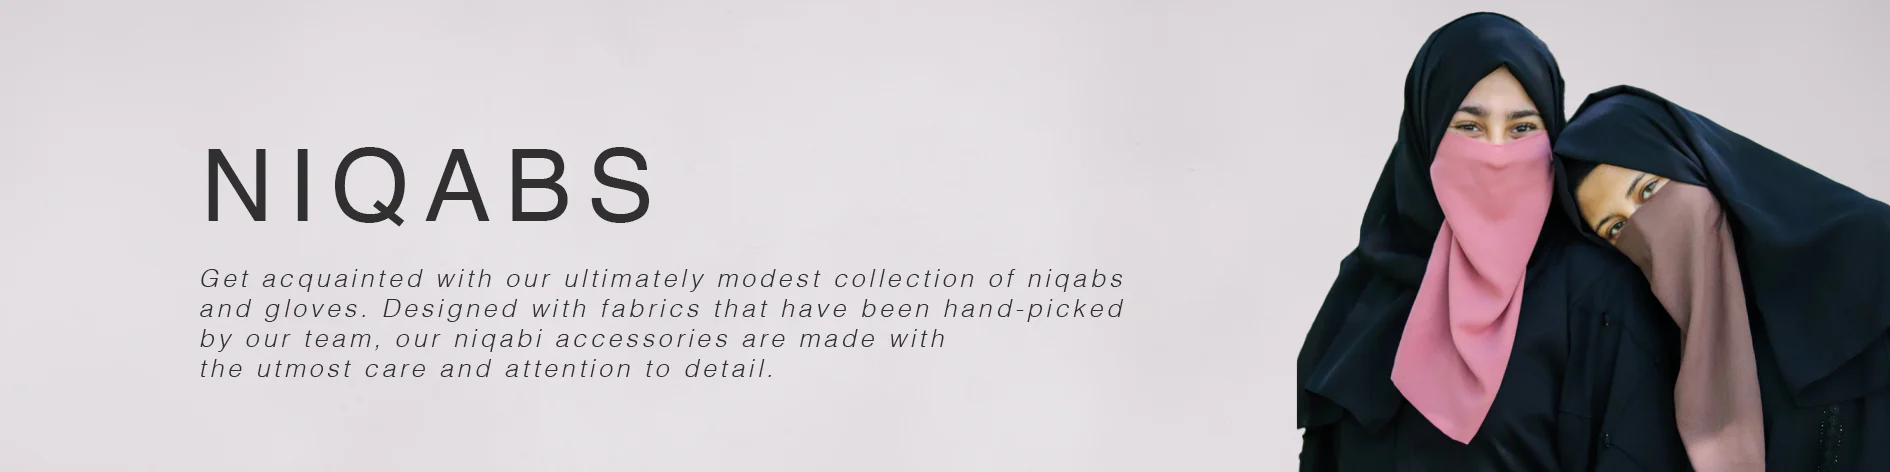 NIQABS
Get acquainted with our ultimately modest collection of niqabs
and gloves. Designed with fabrics that have been hand-picked
by our team, our niqabi accessories are made with
the utmost care and attention to detail.